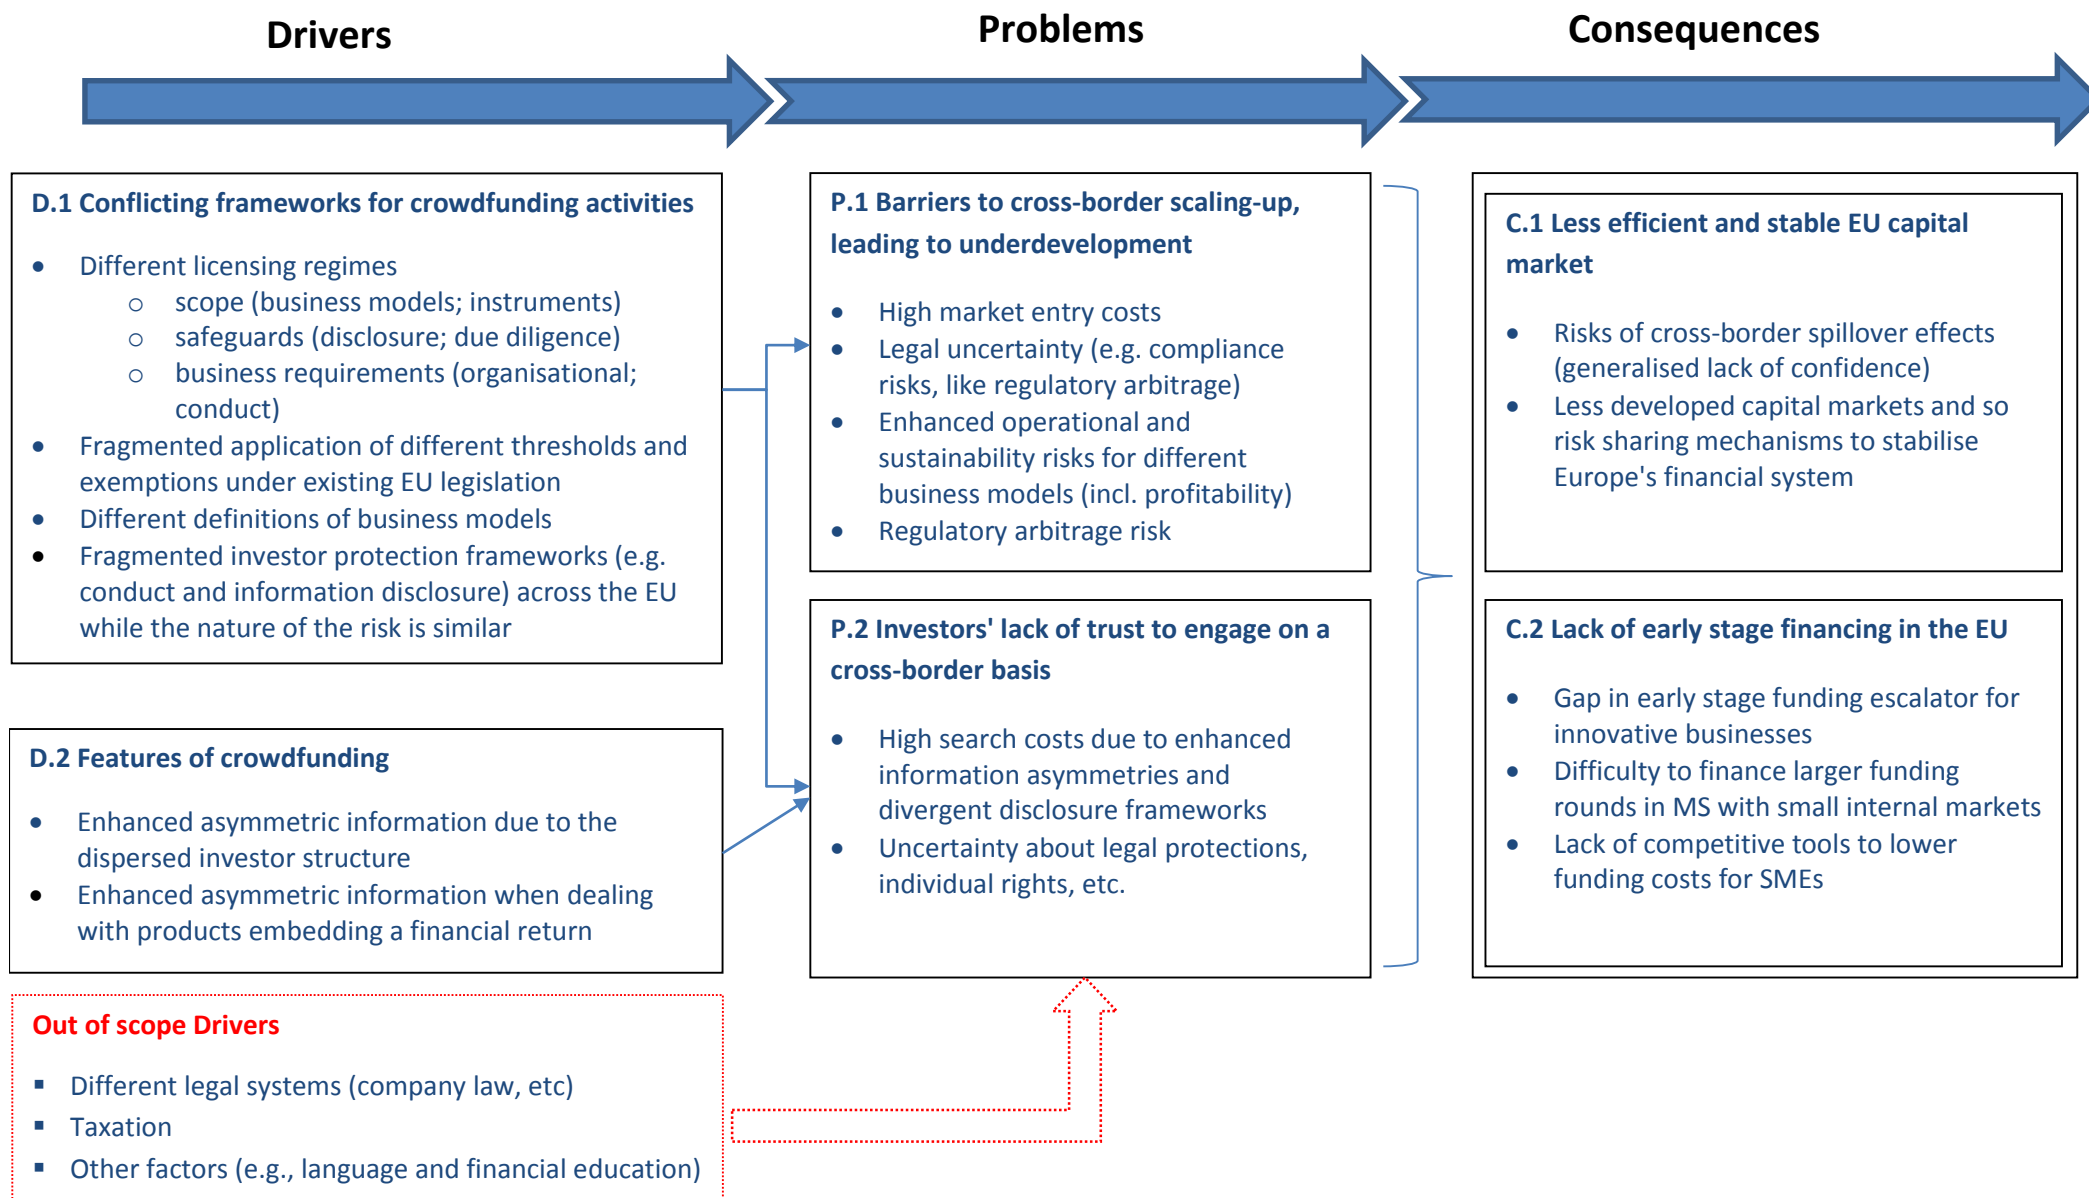 Drivers
Problems
Consequences
D.1 Conflicting frameworks for crowdfunding activities
• Different licensing regimes
o scope (business models; instruments)
o safeguards (disclosure; due diligence)
o business requirements (organisational;
conduct)
• Fragmented application of different thresholds and
exemptions under existing EU legislation
• Different definitions of business models
• Fragmented investor protection frameworks (e.g.
conduct and information disclosure) across the EU
while the nature of the risk is similar
D.2 Features of crowdfunding
• Enhanced asymmetric information due to the
dispersed investor structure
• Enhanced asymmetric information when dealing
with products embedding a financial return
Out of scope Drivers
▪ Different legal systems (company law, etc)
▪ Taxation
▪ Other factors (e.g., language and financial education)
P.1 Barriers to cross-border scaling-up,
leading to underdevelopment
• High market entry costs
• Legal uncertainty (e.g. compliance
risks, like regulatory arbitrage)
• Enhanced operational and
sustainability risks for different
business models (incl. profitability)
• Regulatory arbitrage risk
P.2 Investors' lack of trust to engage on a
cross-border basis
• High search costs due to enhanced
information asymmetries and
divergent disclosure frameworks
• Uncertainty about legal protections,
individual rights, etc.
C.1 Less efficient and stable EU capital
market
• Risks of cross-border spillover effects
(generalised lack of confidence)
• Less developed capital markets and so
risk sharing mechanisms to stabilise
Europe's financial system
C.2 Lack of early stage financing in the EU
• Gap in early stage funding escalator for
innovative businesses
• Difficulty to finance larger funding
rounds in MS with small internal markets
• Lack of competitive tools to lower
funding costs for SMEs